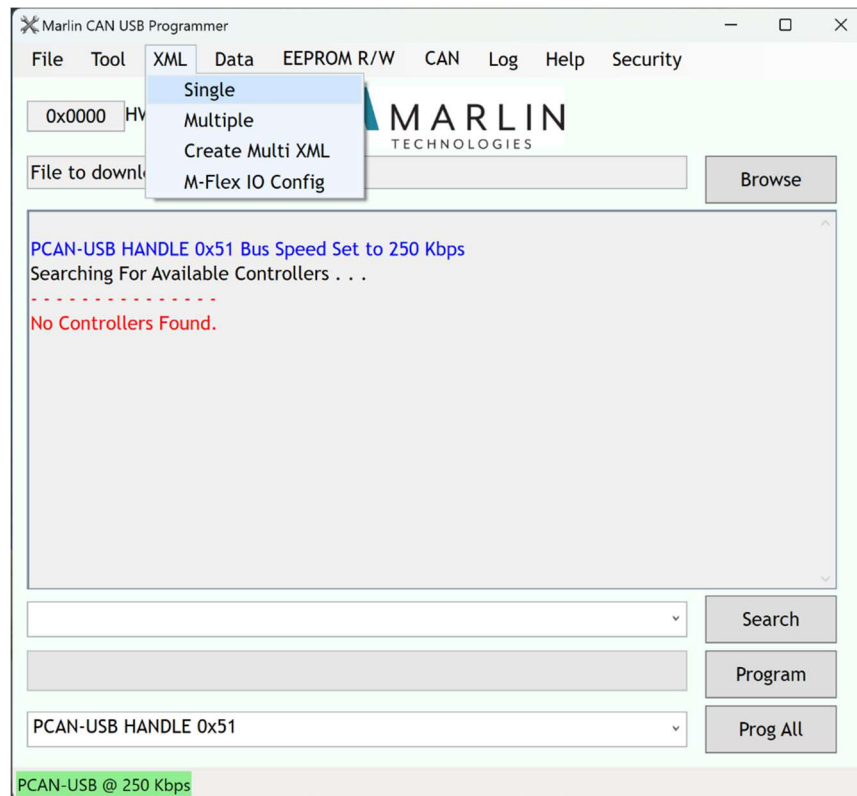 Marlin CAN USB Programmer
File Tool XML Data EEPROM R/W CAN Log Help Security
Single
Multiple
Create Multi XML
M-Flex IO Config
0x0000
MARLIN
TECHNOLOGIES
File to
Browse
PCAN-USB HANDLE 0x51 Bus Speed Set to 250 Kbps
Searching For Available Controllers . . .
- - - - - - - - - - - - - - -
No Controllers Found.
Search
Program
PCAN-USB HANDLE 0x51
Prog All
PCAN-USB @ 250 Kbps